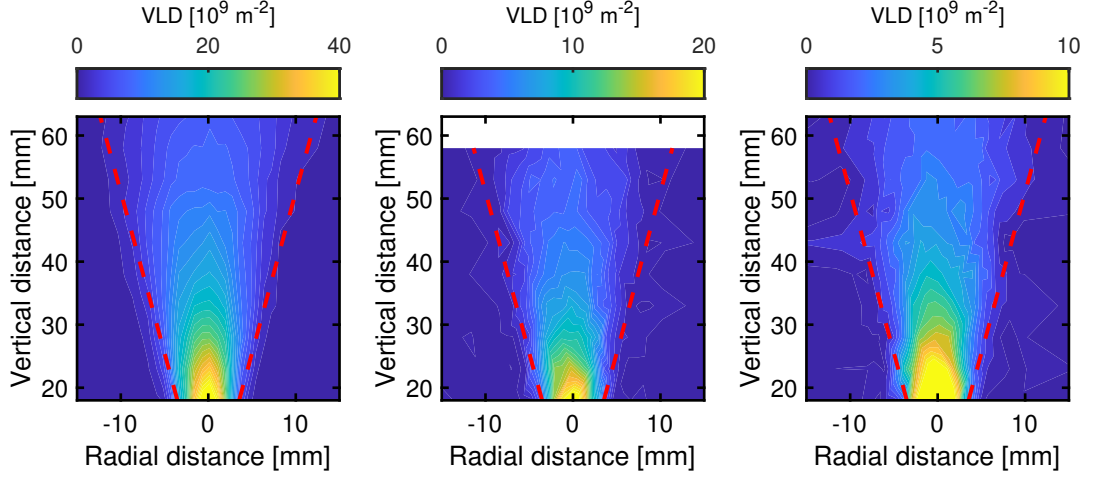 VLD [10⁹ m⁻²] VLD [10⁹ m⁻²] VLD [10⁹ m⁻²]
0 20 40 0 10 20 0 5 10
60 60 60
50 50 50
40 40 40
30 30 30
20 20 20
Vertical distance [mm] Vertical distance [mm] Vertical distance [mm]
-10 0 10 -10 0 10 -10 0 10
Radial distance [mm] Radial distance [mm] Radial distance [mm]